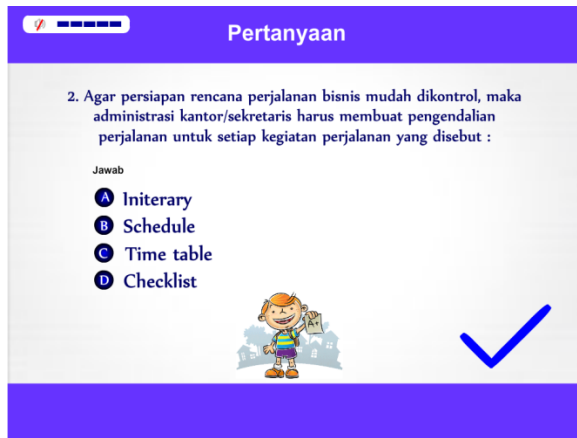 Pertanyaan
2. Agar persiapan rencana perjalanan bisnis mudah dikontrol, maka
administrasi kantor/sekretaris harus membuat pengendalian
perjalanan untuk setiap kegiatan perjalanan yang disebut :
Jawab
A Initerary
B Schedule
C Time table
D Checklist
A+